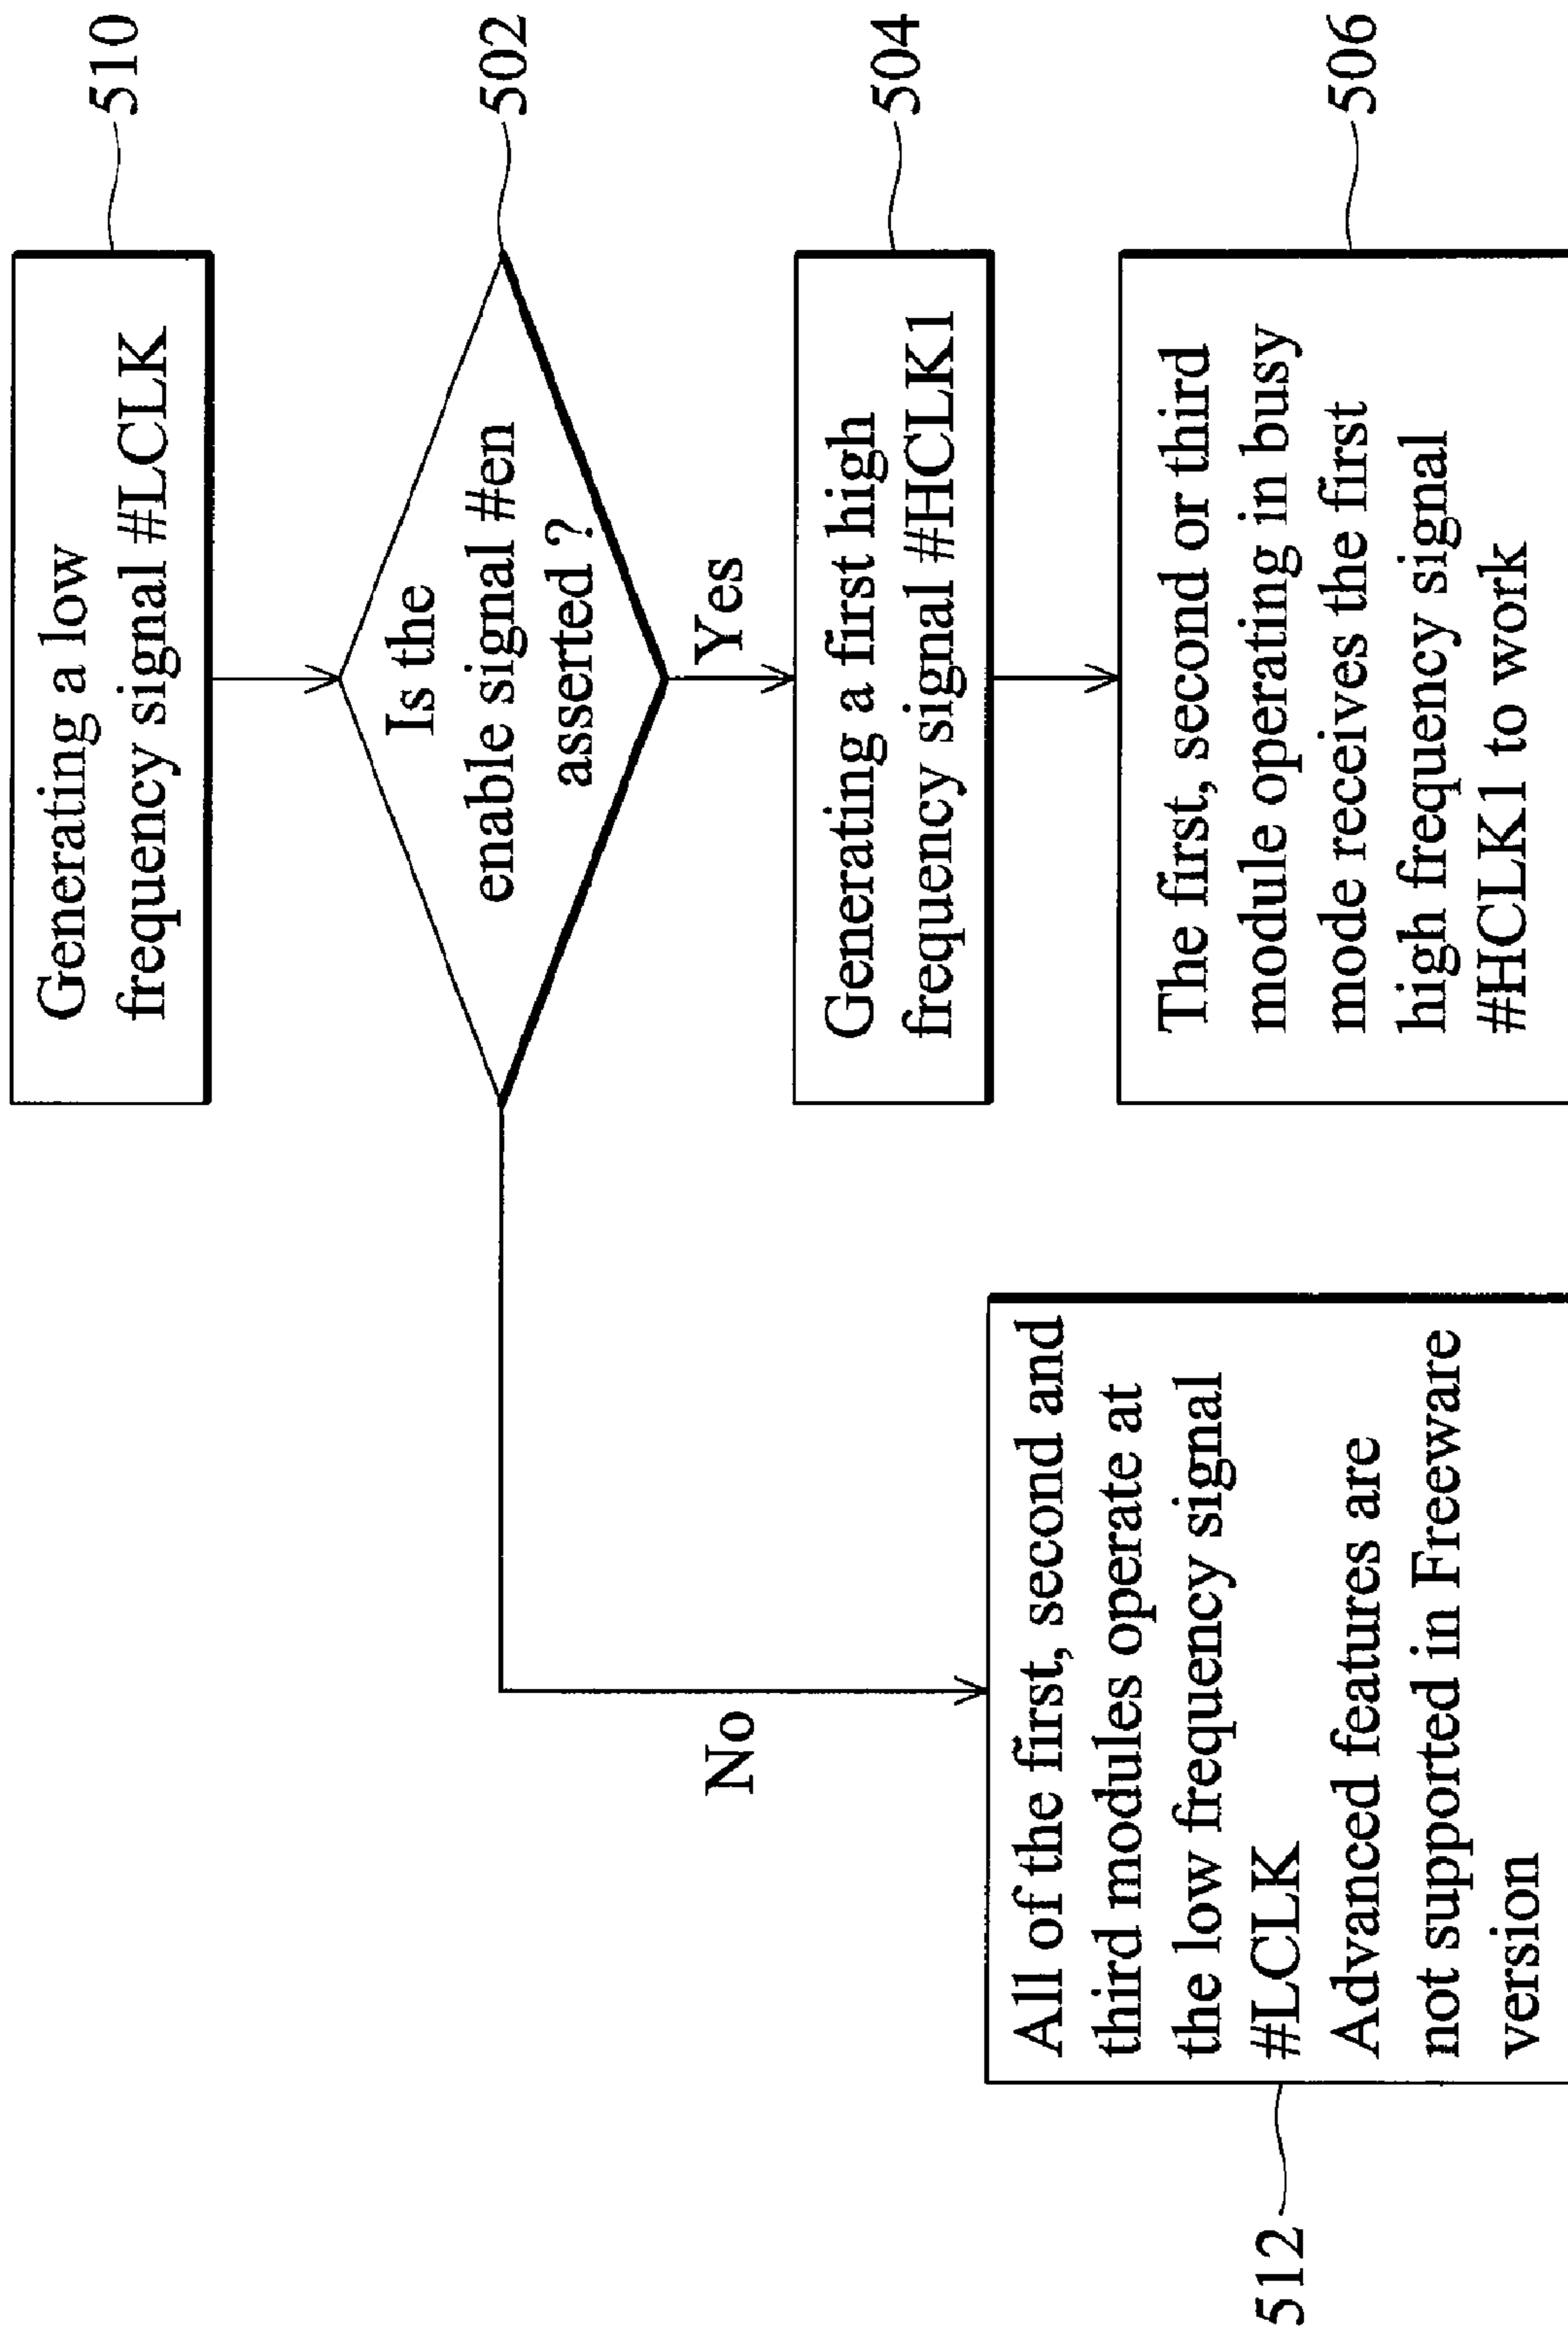 Generating a low
frequency signal #LCLK
510
Is the
enable signal #en
asserted ?
502
Yes
No
Generating a first high
frequency signal #HCLK1
504
The first, second or third
module operating in busy
mode receives the first
high frequency signal
#HCLK1 to work
506
All of the first, second and
third modules operate at
the low frequency signal
#LCLK
Advanced features are
not supported in Freeware
version
512